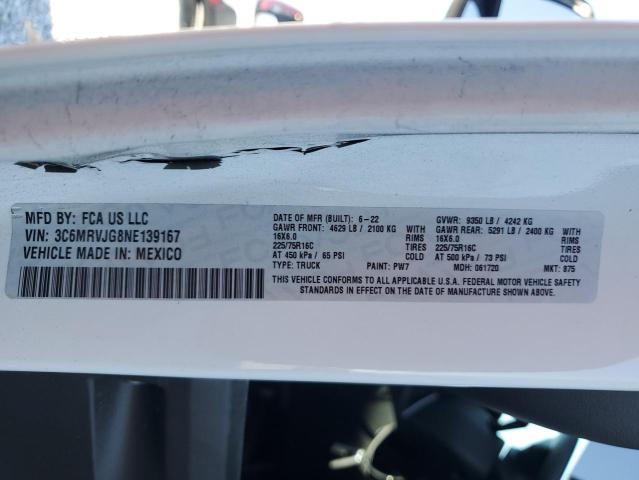 MFD BY: FCA US LLC
VIN: 3C6MRVJG8NE139167
VEHICLE MADE IN: MEXICO
DATE OF MFR (BUILT): 6-22 GVWR: 9350 LB / 4242 KG
GAWR FRONT: 4629 LB / 2100 KG WITH GAWR REAR: 5291 LB / 2400 KG WITH
16X6.0 RIMS 16X6.0 RIMS
225/75R16C TIRES 225/75R16C TIRES
AT 450 kPa / 65 PSI COLD AT 500 kPa / 73 PSI COLD
TYPE: TRUCK PAINT: PW7 MDH: 061720 MKT: 875
THIS VEHICLE CONFORMS TO ALL APPLICABLE U.S.A. FEDERAL MOTOR VEHICLE SAFETY
STANDARDS IN EFFECT ON THE DATE OF MANUFACTURE SHOWN ABOVE.